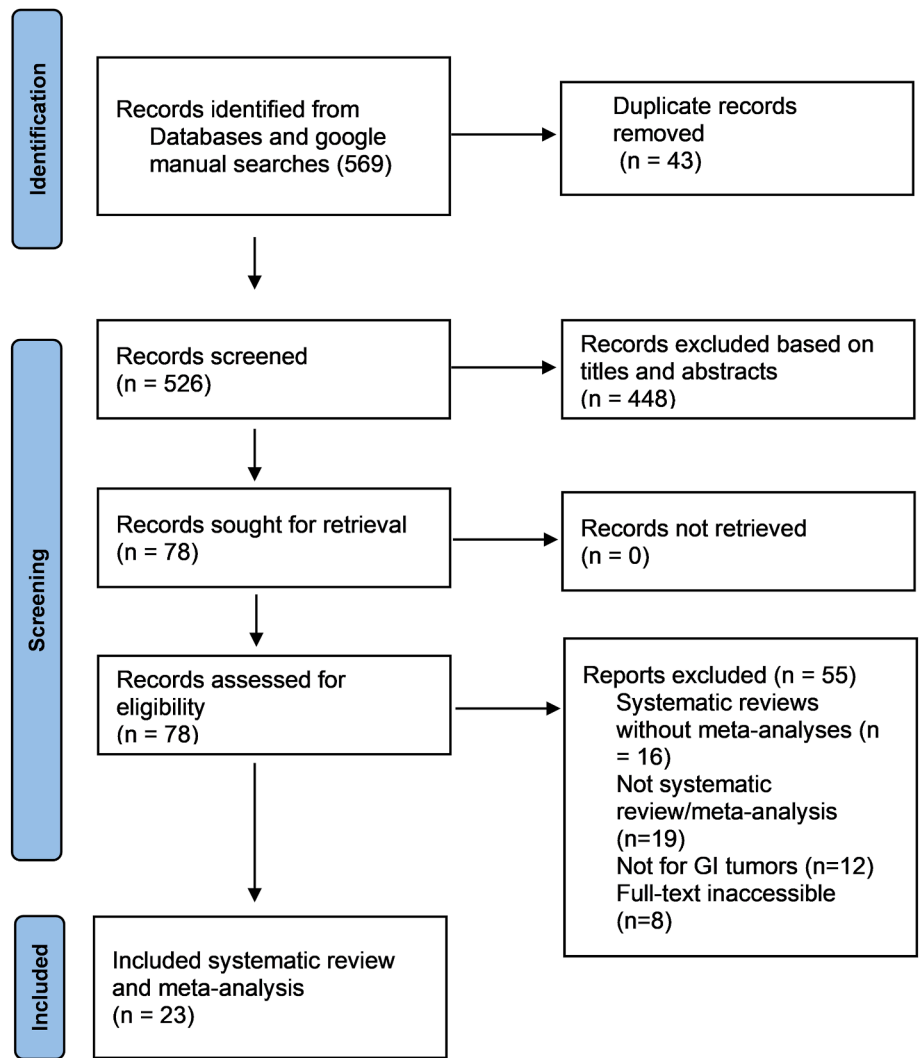 Identification
Records identified from
Databases and google
manual searches (569)
Duplicate records
removed
(n = 43)
Screening
Records screened
(n = 526)
Records excluded based on
titles and abstracts
(n = 448)
Records sought for retrieval
(n = 78)
Records not retrieved
(n = 0)
Records assessed for
eligibility
(n = 78)
Reports excluded (n = 55)
Systematic reviews
without meta-analyses (n
= 16)
Not systematic
review/meta-analysis
(n=19)
Not for GI tumors (n=12)
Full-text inaccessible
(n=8)
Included
Included systematic review
and meta-analysis
(n = 23)